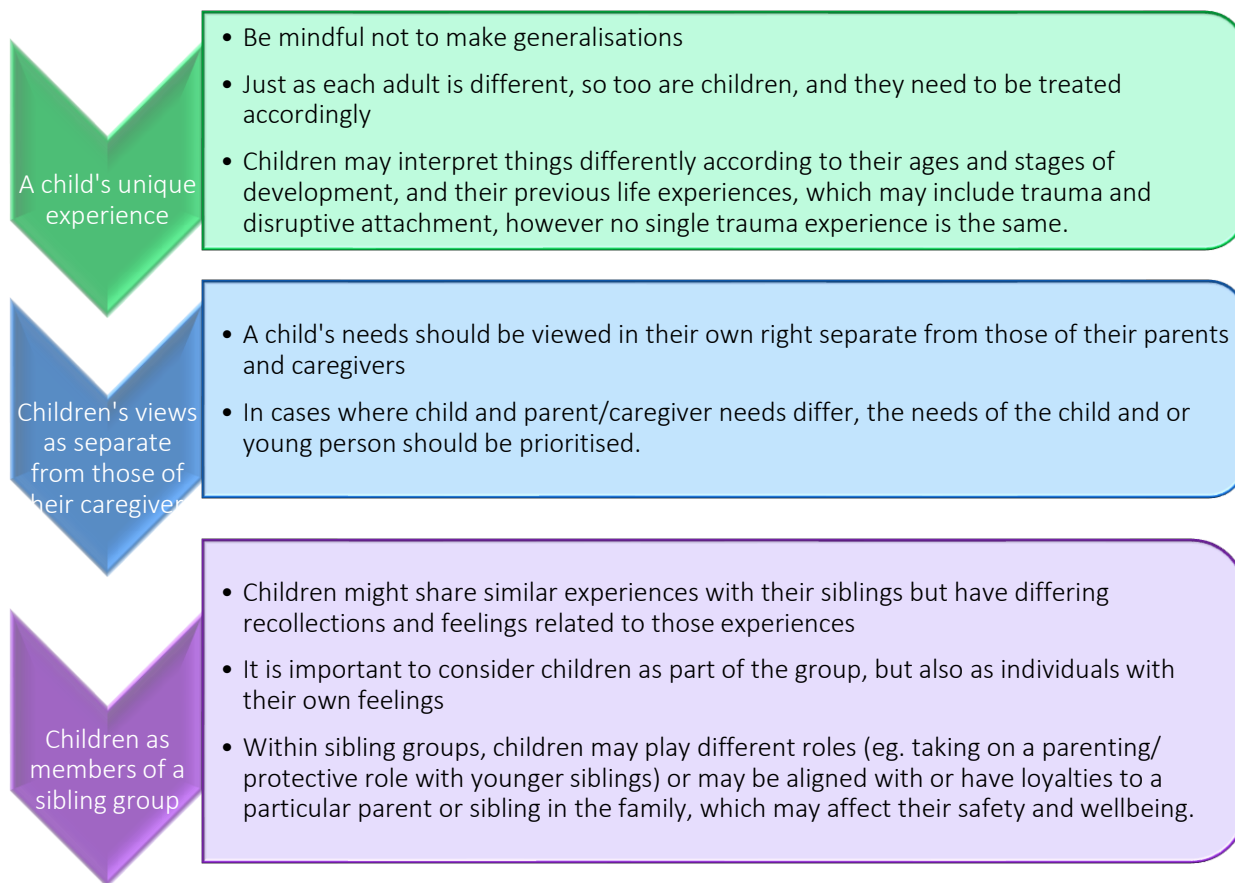 A child's unique
experience
• Be mindful not to make generalisations
• Just as each adult is different, so too are children, and they need to be treated
accordingly
• Children may interpret things differently according to their ages and stages of
development, and their previous life experiences, which may include trauma and
disruptive attachment, however no single trauma experience is the same.
Children's views
as separate
from those of
heir caregiver
• A child's needs should be viewed in their own right separate from those of their parents
and caregivers
• In cases where child and parent/caregiver needs differ, the needs of the child and or
young person should be prioritised.
Children as
members of a
sibling group
• Children might share similar experiences with their siblings but have differing
recollections and feelings related to those experiences
• It is important to consider children as part of the group, but also as individuals with
their own feelings
• Within sibling groups, children may play different roles (eg. taking on a parenting/
protective role with younger siblings) or may be aligned with or have loyalties to a
particular parent or sibling in the family, which may affect their safety and wellbeing.